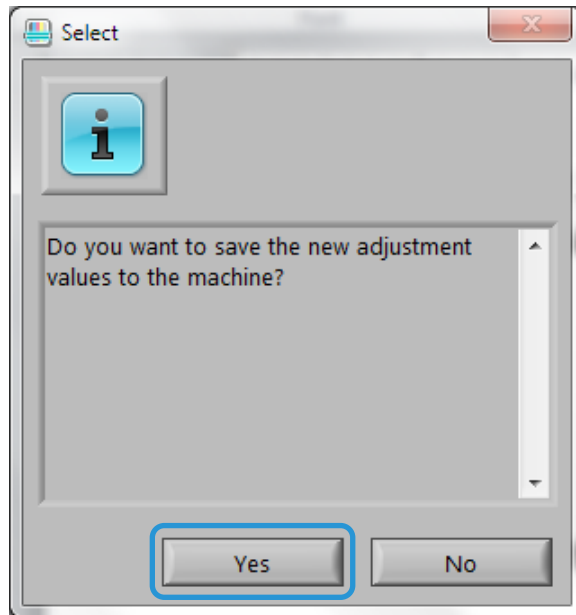 Select
Do you want to save the new adjustment
values to the machine?
Yes
No